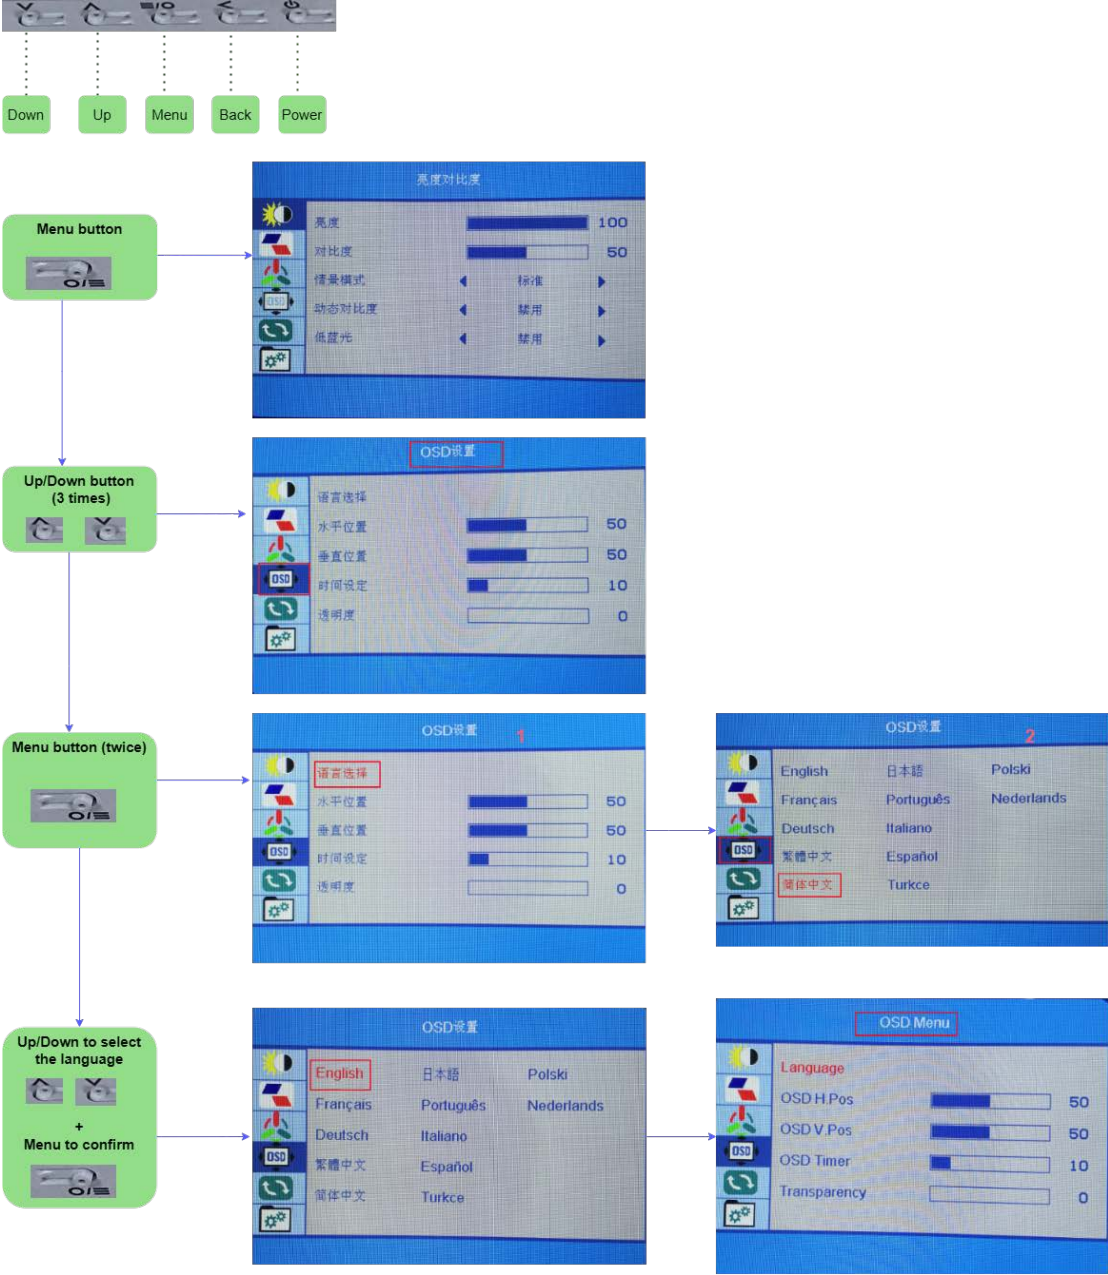 Down
Up
Menu
Back
Power
Menu button
亮度对比度
亮度 100
对比度 50
情景模式 标准
动态对比度 禁用
低蓝光 禁用
OSD
Up/Down button
(3 times)
OSD设置
语言选择
水平位置 50
垂直位置 50
时间设定 10
透明度 0
OSD
Menu button (twice)
OSD设置 1
语言选择
水平位置 50
垂直位置 50
时间设定 10
透明度 0
OSD
OSD设置 2
English 日本語 Polski
Français Português Nederlands
Deutsch Italiano
繁體中文 Español
简体中文 Turkce
OSD
Up/Down to select
the language
+
Menu to confirm
OSD设置
English 日本語 Polski
Français Português Nederlands
Deutsch Italiano
繁體中文 Español
简体中文 Turkce
OSD
OSD Menu
Language
OSD H.Pos 50
OSD V.Pos 50
OSD Timer 10
Transparency 0
OSD